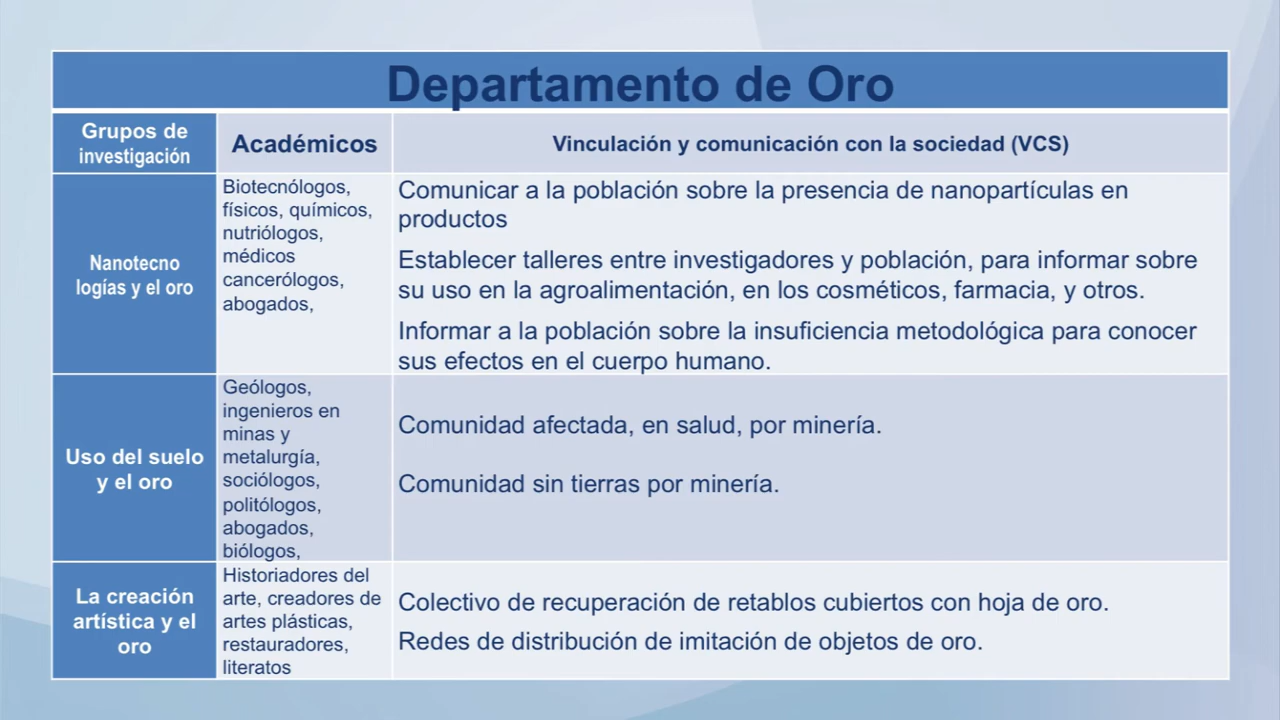 Departamento de Oro
Grupos de
investigación
Académicos
Vinculación y comunicación con la sociedad (VCS)
Nanotecno
logías y el oro
Biotecnólogos,
físicos, químicos,
nutriólogos,
médicos
cancerólogos,
abogados,
Comunicar a la población sobre la presencia de nanopartículas en
productos
Establecer talleres entre investigadores y población, para informar sobre
su uso en la agroalimentación, en los cosméticos, farmacia, y otros.
Informar a la población sobre la insuficiencia metodológica para conocer
sus efectos en el cuerpo humano.
Uso del suelo
y el oro
Geólogos,
ingenieros en
minas y
metalurgía,
sociólogos,
politólogos,
abogados,
biólogos,
Comunidad afectada, en salud, por minería.
Comunidad sin tierras por minería.
La creación
artística y el
oro
Historiadores del
arte, creadores de
artes plásticas,
restauradores,
literatos
Colectivo de recuperación de retablos cubiertos con hoja de oro.
Redes de distribución de imitación de objetos de oro.